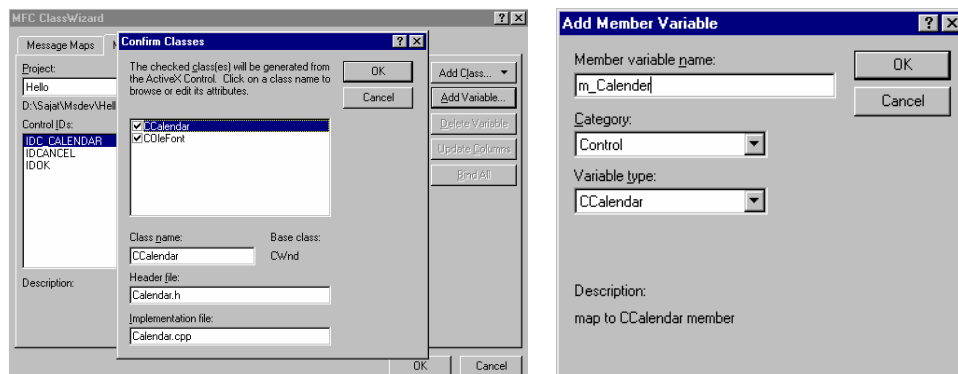 MFC ClassWizard
Message Maps
Project:
Hello
D:\Sajat\Msdev\Hell
Control IDs:
IDC_CALENDAR
IDCANCEL
IDOK
Description:
Confirm Classes
The checked class(es) will be generated from
the ActiveX Control. Click on a class name to
browse or edit its attributes.
OK
Cancel
CCalendar
COleFont
Class name:
Base class:
CCalendar
CWnd
Header file:
Calendar.h
Implementation file:
Calendar.cpp
Add Class...
Add Variable...
Delete Variable
Update Columns
Bind All
OK
Cancel
Add Member Variable
Member variable name:
m_Calender
OK
Cancel
Category:
Control
Variable type:
CCalendar
Description:
map to CCalendar member